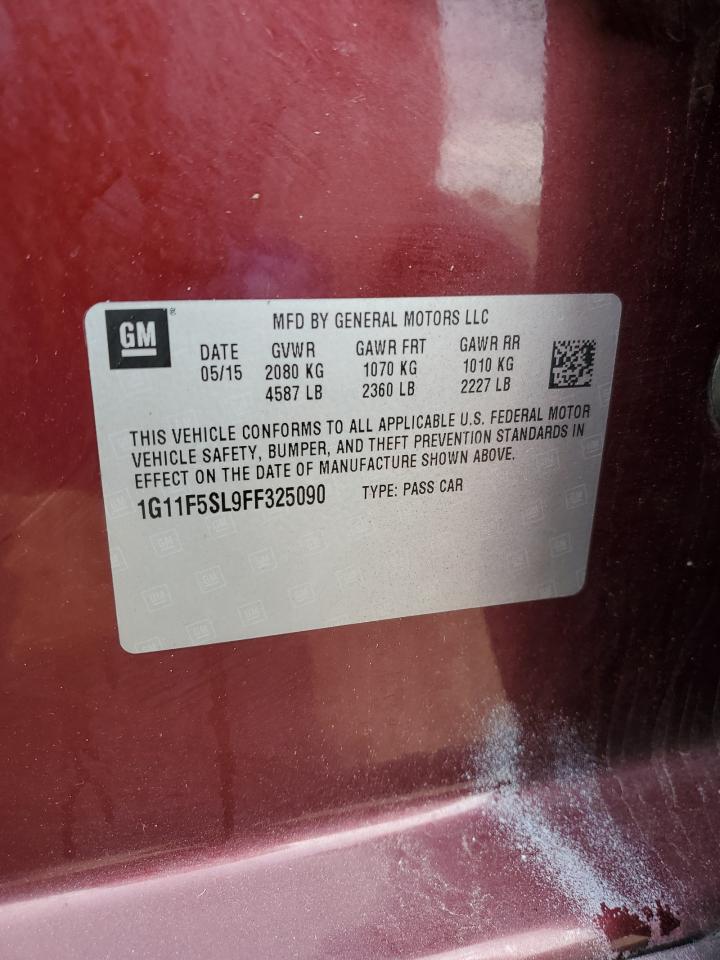 GM ®
MFD BY GENERAL MOTORS LLC
DATE GVWR GAWR FRT GAWR RR
05/15 2080 KG 1070 KG 1010 KG
4587 LB 2360 LB 2227 LB
THIS VEHICLE CONFORMS TO ALL APPLICABLE U.S. FEDERAL MOTOR
VEHICLE SAFETY, BUMPER, AND THEFT PREVENTION STANDARDS IN
EFFECT ON THE DATE OF MANUFACTURE SHOWN ABOVE.
1G11F5SL9FF325090 TYPE: PASS CAR